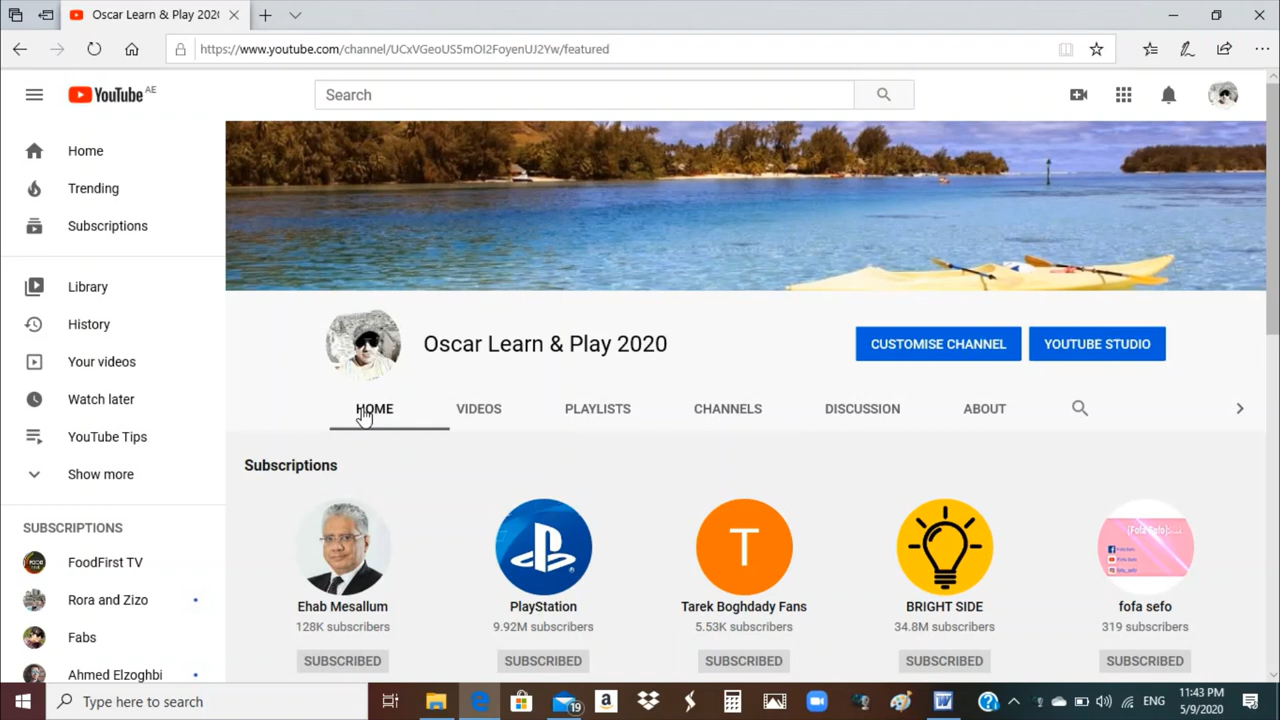 Oscar Learn & Play 202
https://www.youtube.com/channel/UCxVGeoUS5mOI2FoyenUJ2Yw/featured
YouTube AE
Search
Home
Trending
Subscriptions
Library
History
Your videos
Watch later
YouTube Tips
Show more
SUBSCRIPTIONS
FoodFirst TV
Rora and Zizo
Fabs
Ahmed Elzoghbi
Oscar Learn & Play 2020
CUSTOMISE CHANNEL
YOUTUBE STUDIO
HOME VIDEOS PLAYLISTS CHANNELS DISCUSSION ABOUT
Subscriptions
T
{Fofa Sefo}
Ehab Mesallum PlayStation Tarek Boghdady Fans BRIGHT SIDE fofa sefo
128K subscribers 9.92M subscribers 5.53K subscribers 34.8M subscribers 319 subscribers
SUBSCRIBED SUBSCRIBED SUBSCRIBED SUBSCRIBED SUBSCRIBED
Type here to search
19
ENG
11:43 PM
5/9/2020